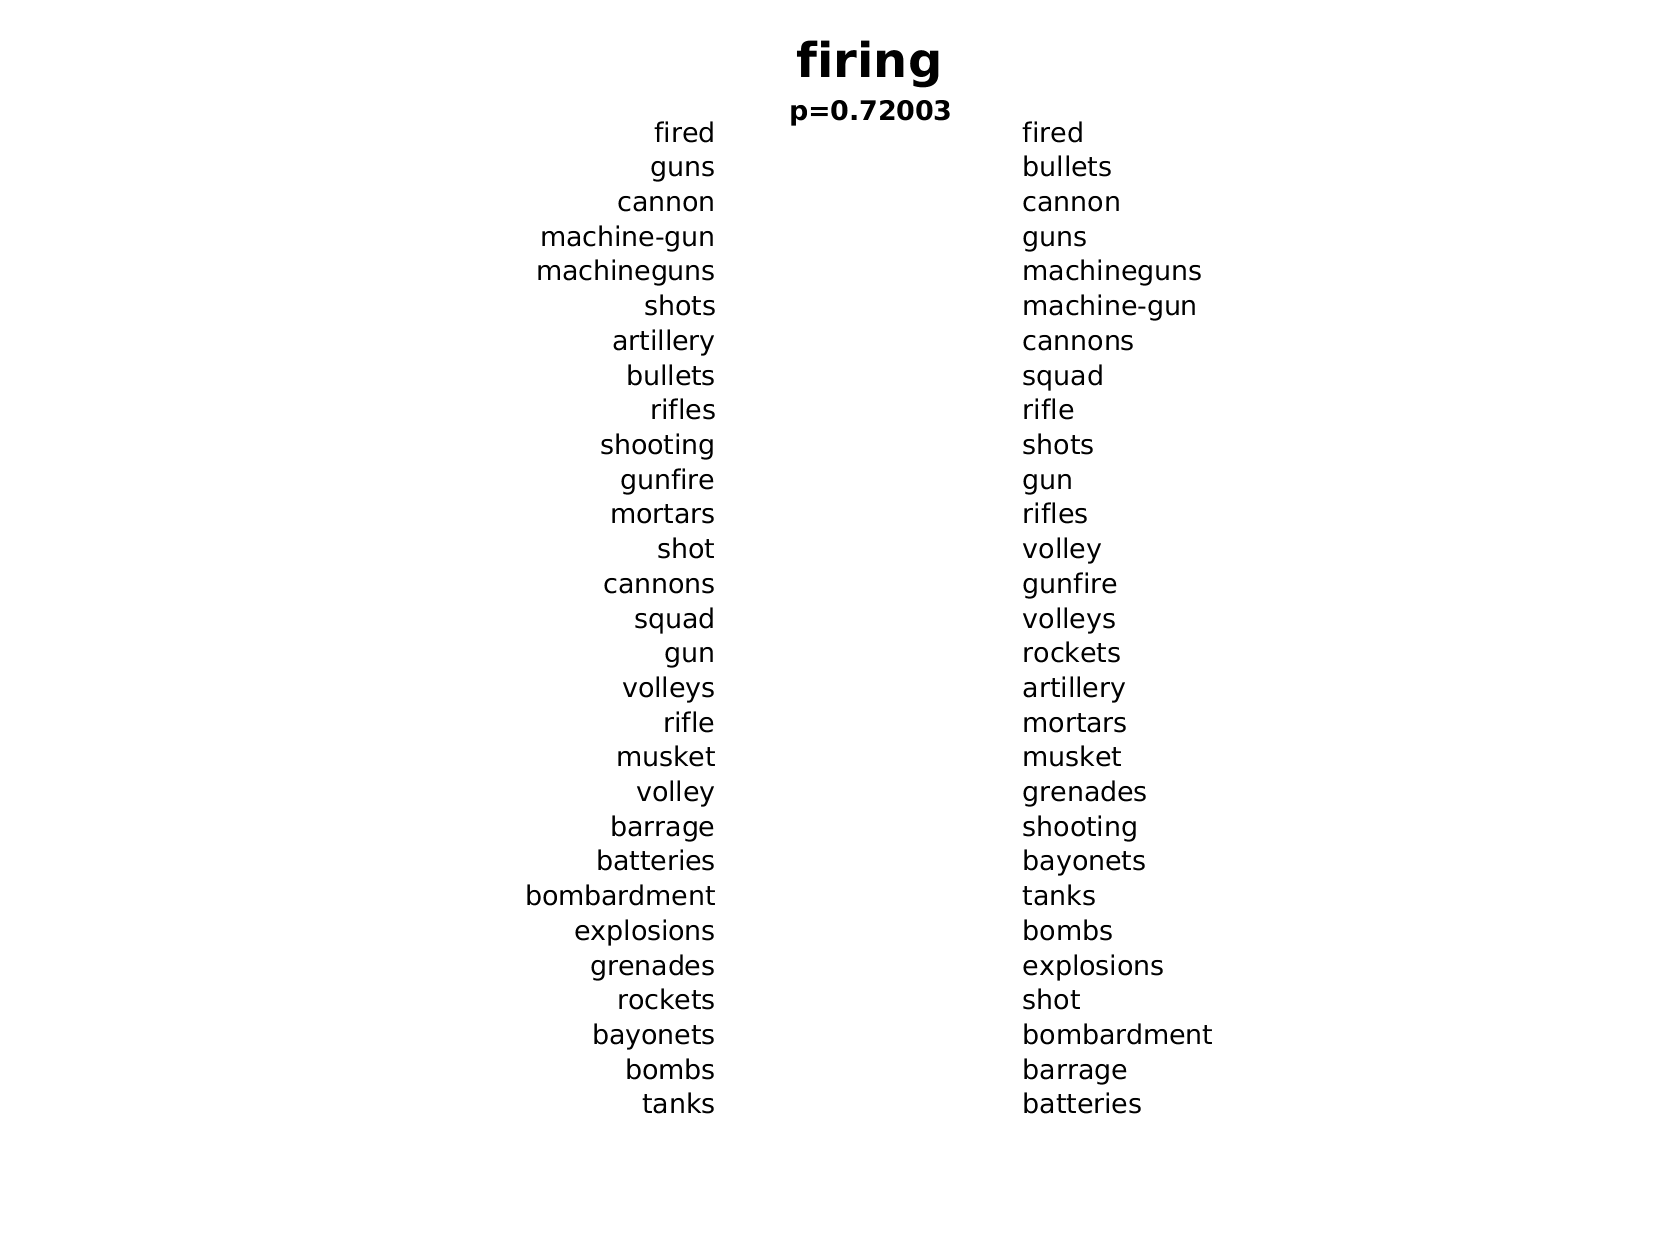 firing
p=0.72003
fired fired
guns bullets
cannon cannon
machine-gun guns
machineguns machineguns
shots machine-gun
artillery cannons
bullets squad
rifles rifle
shooting shots
gunfire gun
mortars rifles
shot volley
cannons gunfire
squad volleys
gun rockets
volleys artillery
rifle mortars
musket musket
volley grenades
barrage shooting
batteries bayonets
bombardment tanks
explosions bombs
grenades explosions
rockets shot
bayonets bombardment
bombs barrage
tanks batteries